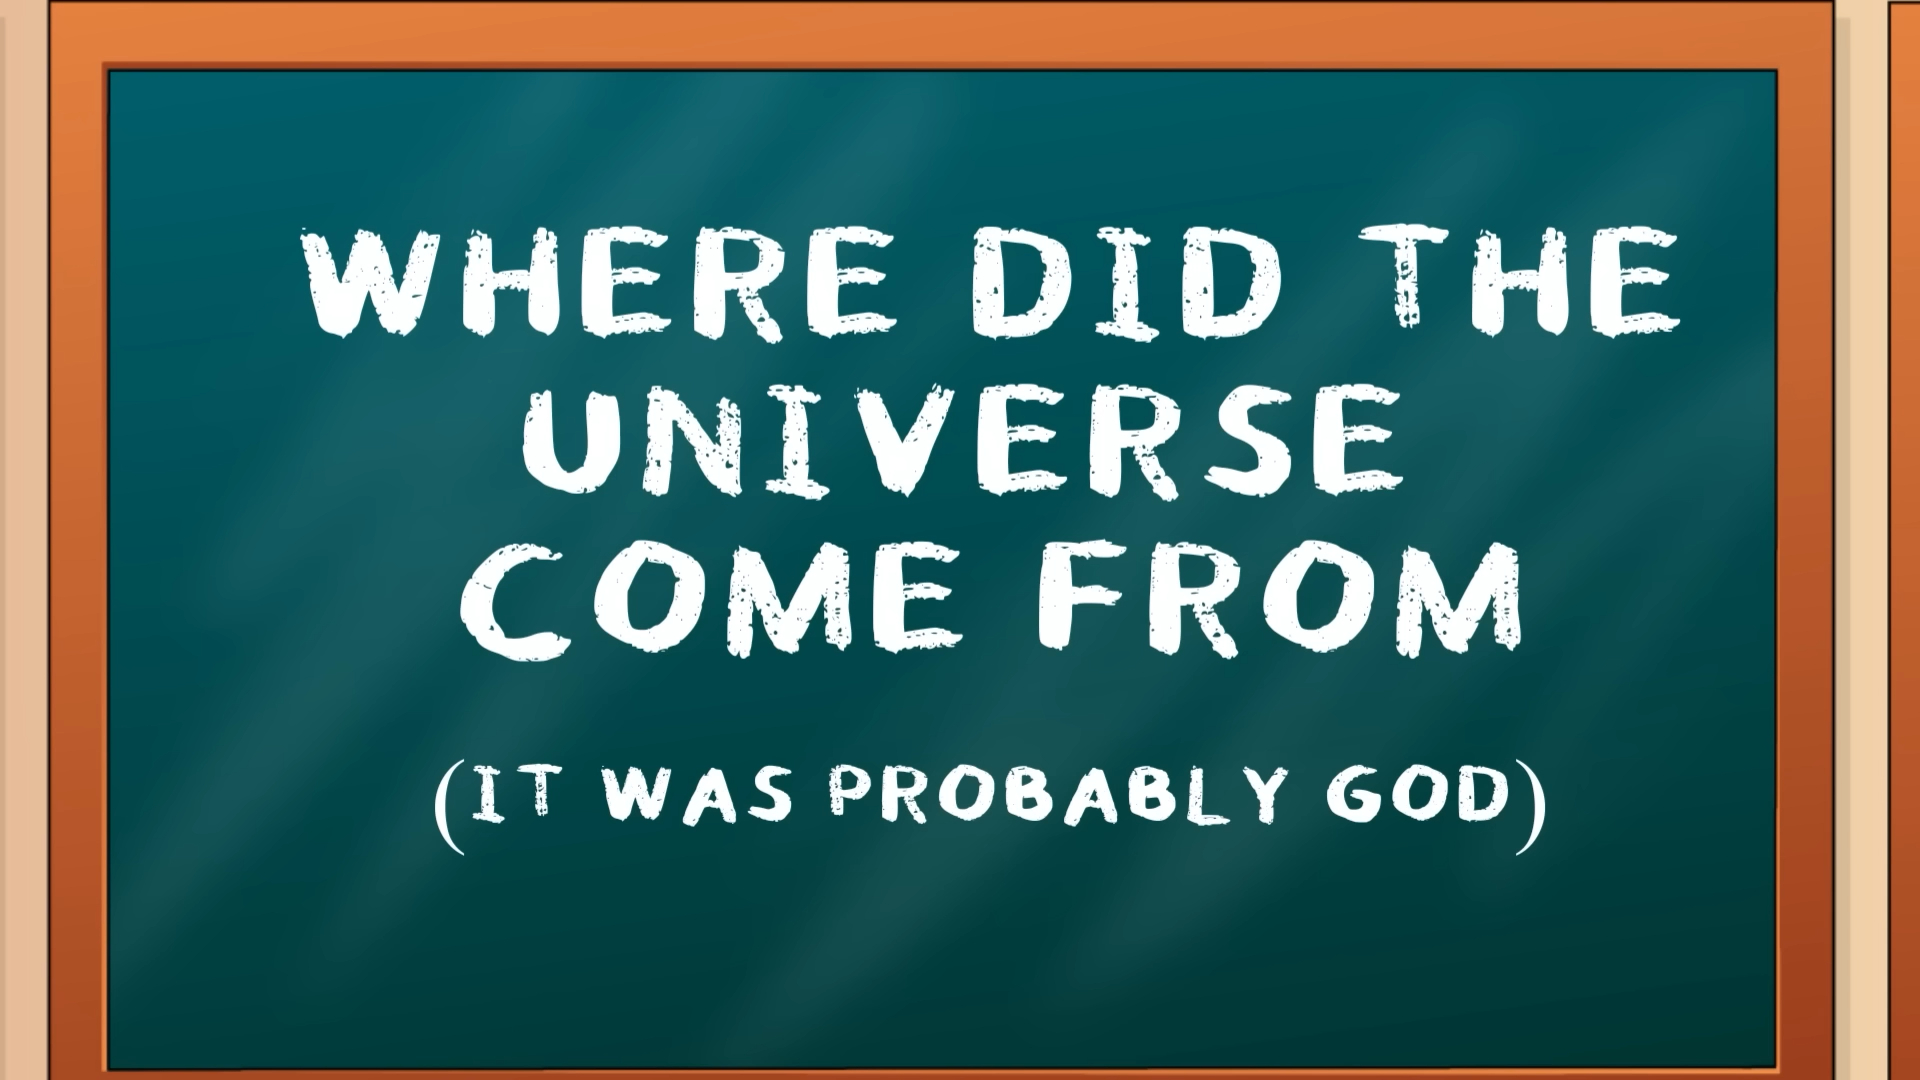 WHERE DID THE
UNIVERSE
COME FROM
(IT WAS PROBABLY GOD)